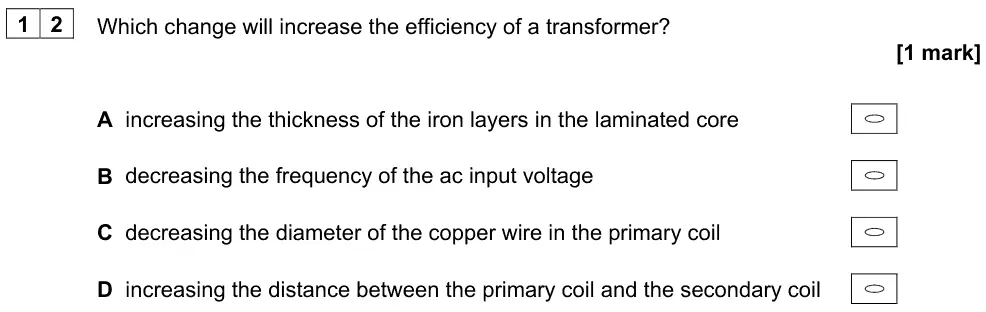 1 2 Which change will increase the efficiency of a transformer?
[1 mark]
A increasing the thickness of the iron layers in the laminated core
B decreasing the frequency of the ac input voltage
C decreasing the diameter of the copper wire in the primary coil
D increasing the distance between the primary coil and the secondary coil